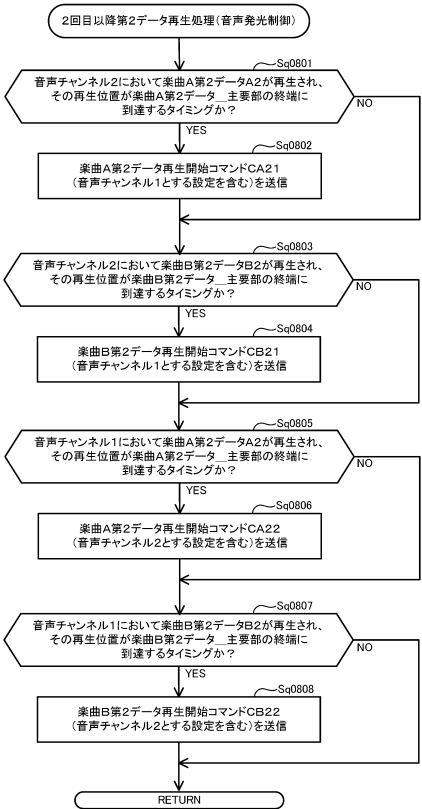 2回目以降第2データ再生処理(音声発光制御)
Sq0801
音声チャンネル2において楽曲A第2データA2が再生され、
その再生位置が楽曲A第2データ＿主要部の終端に
到達するタイミングか？
NO
YES
Sq0802
楽曲A第2データ再生開始コマンドCA21
(音声チャンネル1とする設定を含む)を送信
Sq0803
音声チャンネル2において楽曲B第2データB2が再生され、
その再生位置が楽曲B第2データ＿主要部の終端に
到達するタイミングか？
NO
YES
Sq0804
楽曲B第2データ再生開始コマンドCB21
(音声チャンネル1とする設定を含む)を送信
Sq0805
音声チャンネル1において楽曲A第2データA2が再生され、
その再生位置が楽曲A第2データ＿主要部の終端に
到達するタイミングか？
NO
YES
Sq0806
楽曲A第2データ再生開始コマンドCA22
(音声チャンネル2とする設定を含む)を送信
Sq0807
音声チャンネル1において楽曲B第2データB2が再生され、
その再生位置が楽曲B第2データ＿主要部の終端に
到達するタイミングか？
NO
YES
Sq0808
楽曲B第2データ再生開始コマンドCB22
(音声チャンネル2とする設定を含む)を送信
RETURN